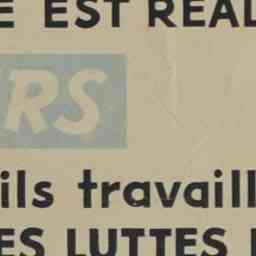 E EST REAL
RS
ils travaill
ES LUTTES